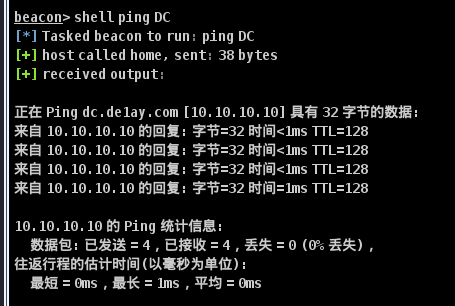 beacon> shell ping DC
[*] Tasked beacon to run: ping DC
[+] host called home, sent: 38 bytes
[+] received output:
正在 Ping dc.de1ay.com [10.10.10.10] 具有 32 字节的数据:
来自 10.10.10.10 的回复: 字节=32 时间<1ms TTL=128
来自 10.10.10.10 的回复: 字节=32 时间<1ms TTL=128
来自 10.10.10.10 的回复: 字节=32 时间=1ms TTL=128
来自 10.10.10.10 的回复: 字节=32 时间=1ms TTL=128
10.10.10.10 的 Ping 统计信息:
数据包: 已发送 = 4，已接收 = 4，丢失 = 0 (0% 丢失)，
往返行程的估计时间(以毫秒为单位):
最短 = 0ms，最长 = 1ms，平均 = 0ms